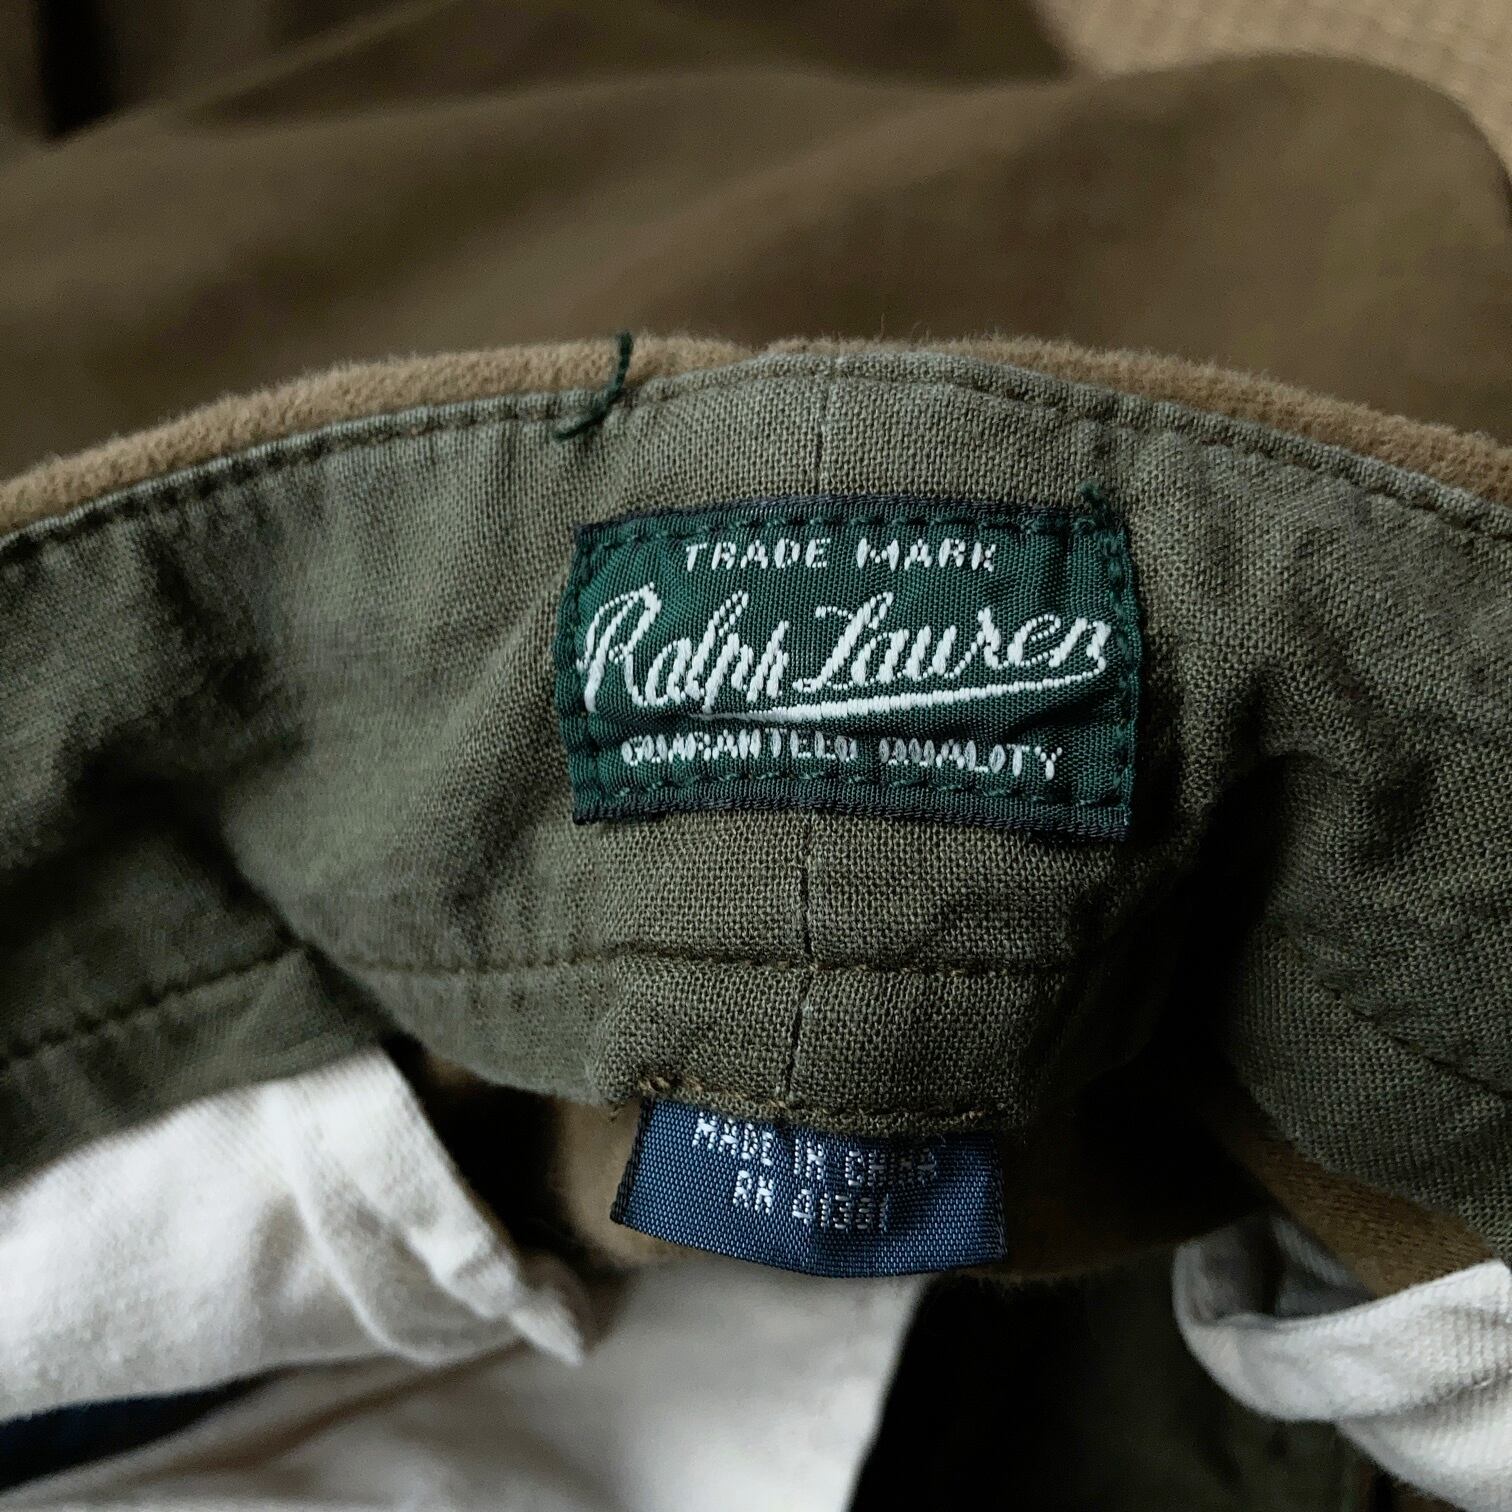 TRADE MARK
Ralph Lauren
GUARANTEED QUALITY
MADE IN CHINA
RN 41381